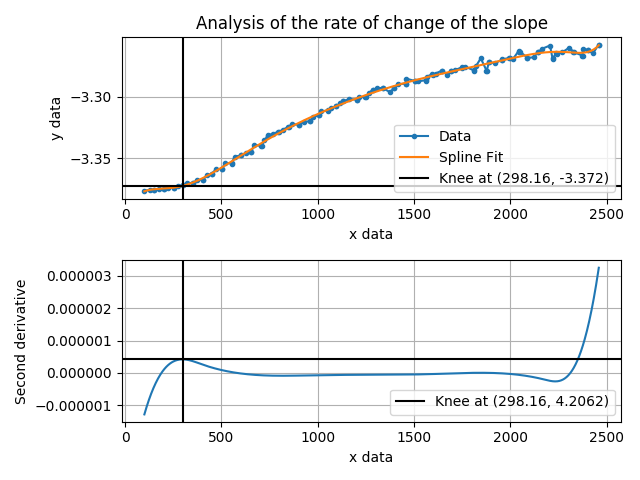 Analysis of the rate of change of the slope
y data
−3.30
−3.35
Data
Spline Fit
Knee at (298.16, -3.372)
0 500 1000 1500 2000 2500
x data
Second derivative
0.000003
0.000002
0.000001
0.000000
−0.000001
Knee at (298.16, 4.2062)
0 500 1000 1500 2000 2500
x data